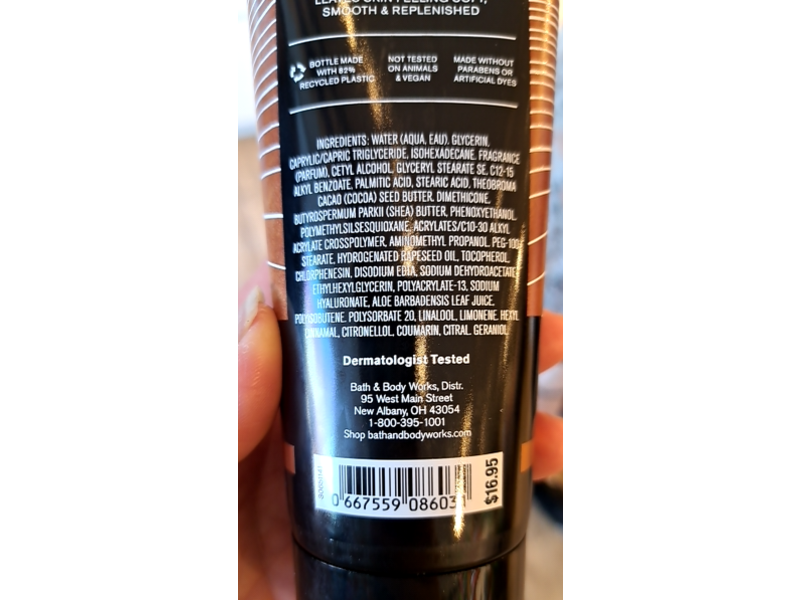 LEAVES SKIN FEELING SOFT,
SMOOTH & REPLENISHED
BOTTLE MADE
WITH 82%
RECYCLED PLASTIC
NOT TESTED
ON ANIMALS
& VEGAN
MADE WITHOUT
PARABENS OR
ARTIFICIAL DYES
INGREDIENTS: WATER (AQUA, EAU), GLYCERIN,
CAPRYLIC/CAPRIC TRIGLYCERIDE, ISOHEXADECANE, FRAGRANCE
(PARFUM), CETYL ALCOHOL, GLYCERYL STEARATE SE, C12-15
ALKYL BENZOATE, PALMITIC ACID, STEARIC ACID, THEOBROMA
CACAO (COCOA) SEED BUTTER, DIMETHICONE,
BUTYROSPERMUM PARKII (SHEA) BUTTER, PHENOXYETHANOL,
POLYMETHYLSILSESQUIOXANE, ACRYLATES/C10-30 ALKYL
ACRYLATE CROSSPOLYMER, AMINOMETHYL PROPANOL, PEG-100
STEARATE, HYDROGENATED RAPESEED OIL, TOCOPHEROL,
CHLORPHENESIN, DISODIUM EDTA, SODIUM DEHYDROACETATE,
ETHYLHEXYLGLYCERIN, POLYACRYLATE-13, SODIUM
HYALURONATE, ALOE BARBADENSIS LEAF JUICE,
POLYISOBUTENE, POLYSORBATE 20, LINALOOL, LIMONENE, HEXYL
CINNAMAL, CITRONELLOL, COUMARIN, CITRAL, GERANIOL.
Dermatologist Tested
Bath & Body Works, Distr.
95 West Main Street
New Albany, OH 43054
1-800-395-1001
Shop bathandbodyworks.com
0 667559 08603
$16.95